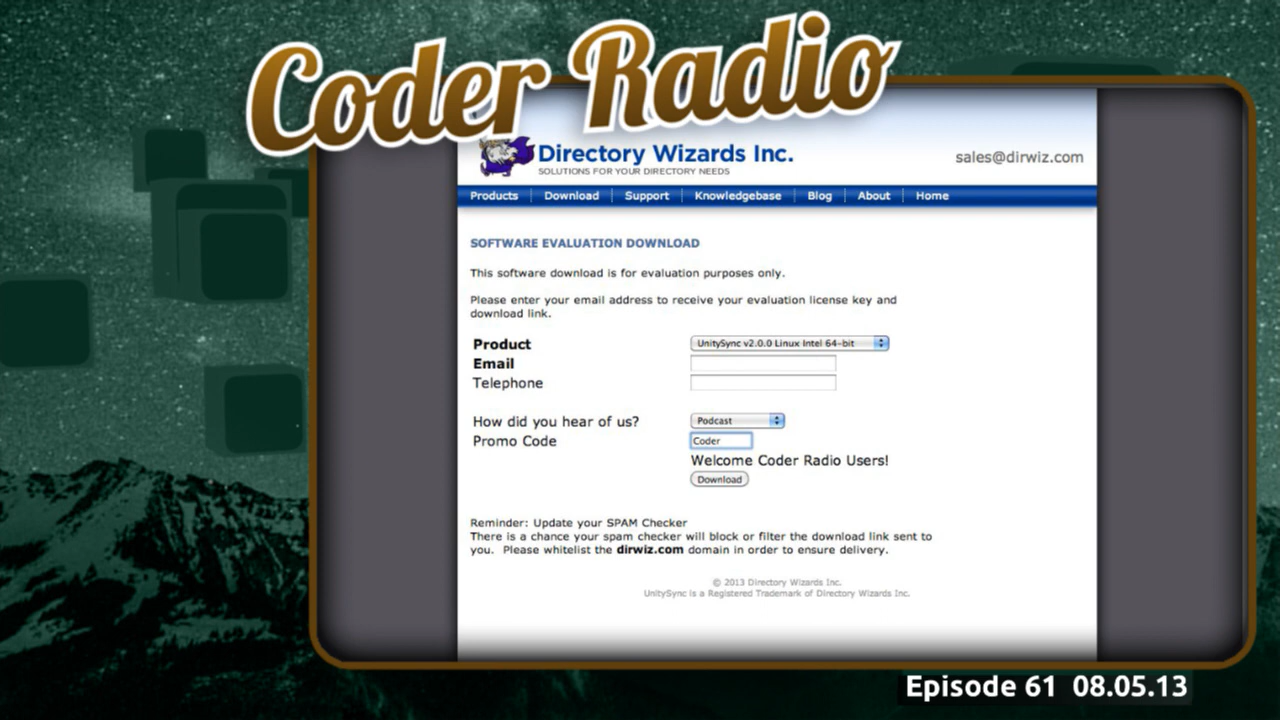 Coder Radio
Directory Wizards Inc.
SOLUTIONS FOR YOUR DIRECTORY NEEDS
sales@dirwiz.com
Products Download Support Knowledgebase Blog About Home
SOFTWARE EVALUATION DOWNLOAD
This software download is for evaluation purposes only.
Please enter your email address to receive your evaluation license key and
download link.
Product UnitySync v2.0.0 Linux Intel 64-bit
Email
Telephone
How did you hear of us? Podcast
Promo Code Coder
Welcome Coder Radio Users!
Download
Reminder: Update your SPAM Checker
There is a chance your spam checker will block or filter the download link sent to
you. Please whitelist the dirwiz.com domain in order to ensure delivery.
© 2013 Directory Wizards Inc.
UnitySync is a Registered Trademark of Directory Wizards Inc.
Episode 61 08.05.13